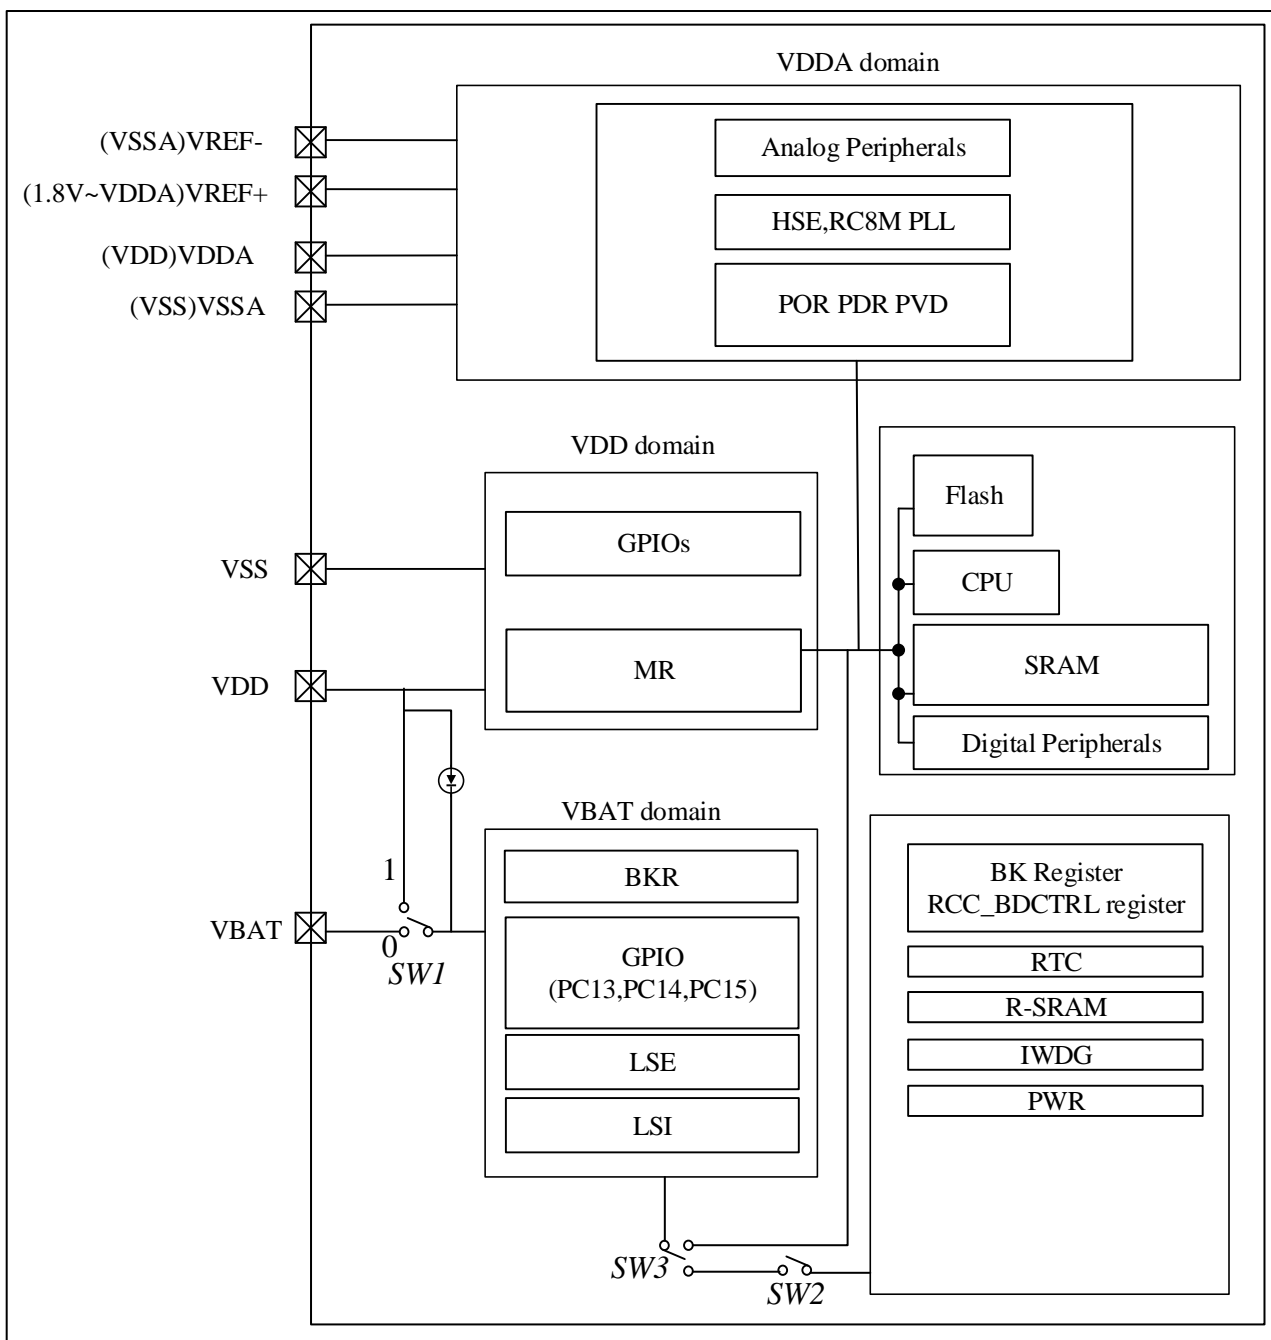 VDDA domain
(VSSA)VREF-
(1.8V~VDDA)VREF+
(VDD)VDDA
(VSS)VSSA
Analog Peripherals
HSE,RC8M PLL
POR PDR PVD
VDD domain
VSS
VDD
GPIOs
MR
Flash
CPU
SRAM
Digital Peripherals
VBAT domain
VBAT
1
0
SW1
BKR
GPIO
(PC13,PC14,PC15)
LSE
LSI
BK Register
RCC_BDCTRL register
RTC
R-SRAM
IWDG
PWR
SW3
SW2